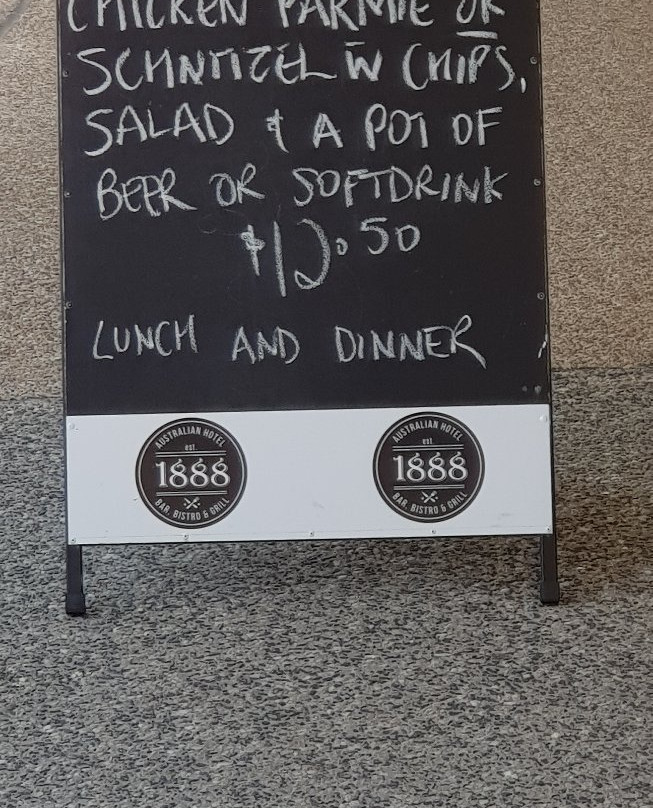 CHICKEN PARMIE OR
SCHNTIZEL W CHIPS,
SALAD & A POT OF
BEER OR SOFTDRINK
$12.50
LUNCH AND DINNER
AUSTRALIAN HOTEL
est.
1888
BAR, BISTRO & GRILL
AUSTRALIAN HOTEL
est.
1888
BAR, BISTRO & GRILL